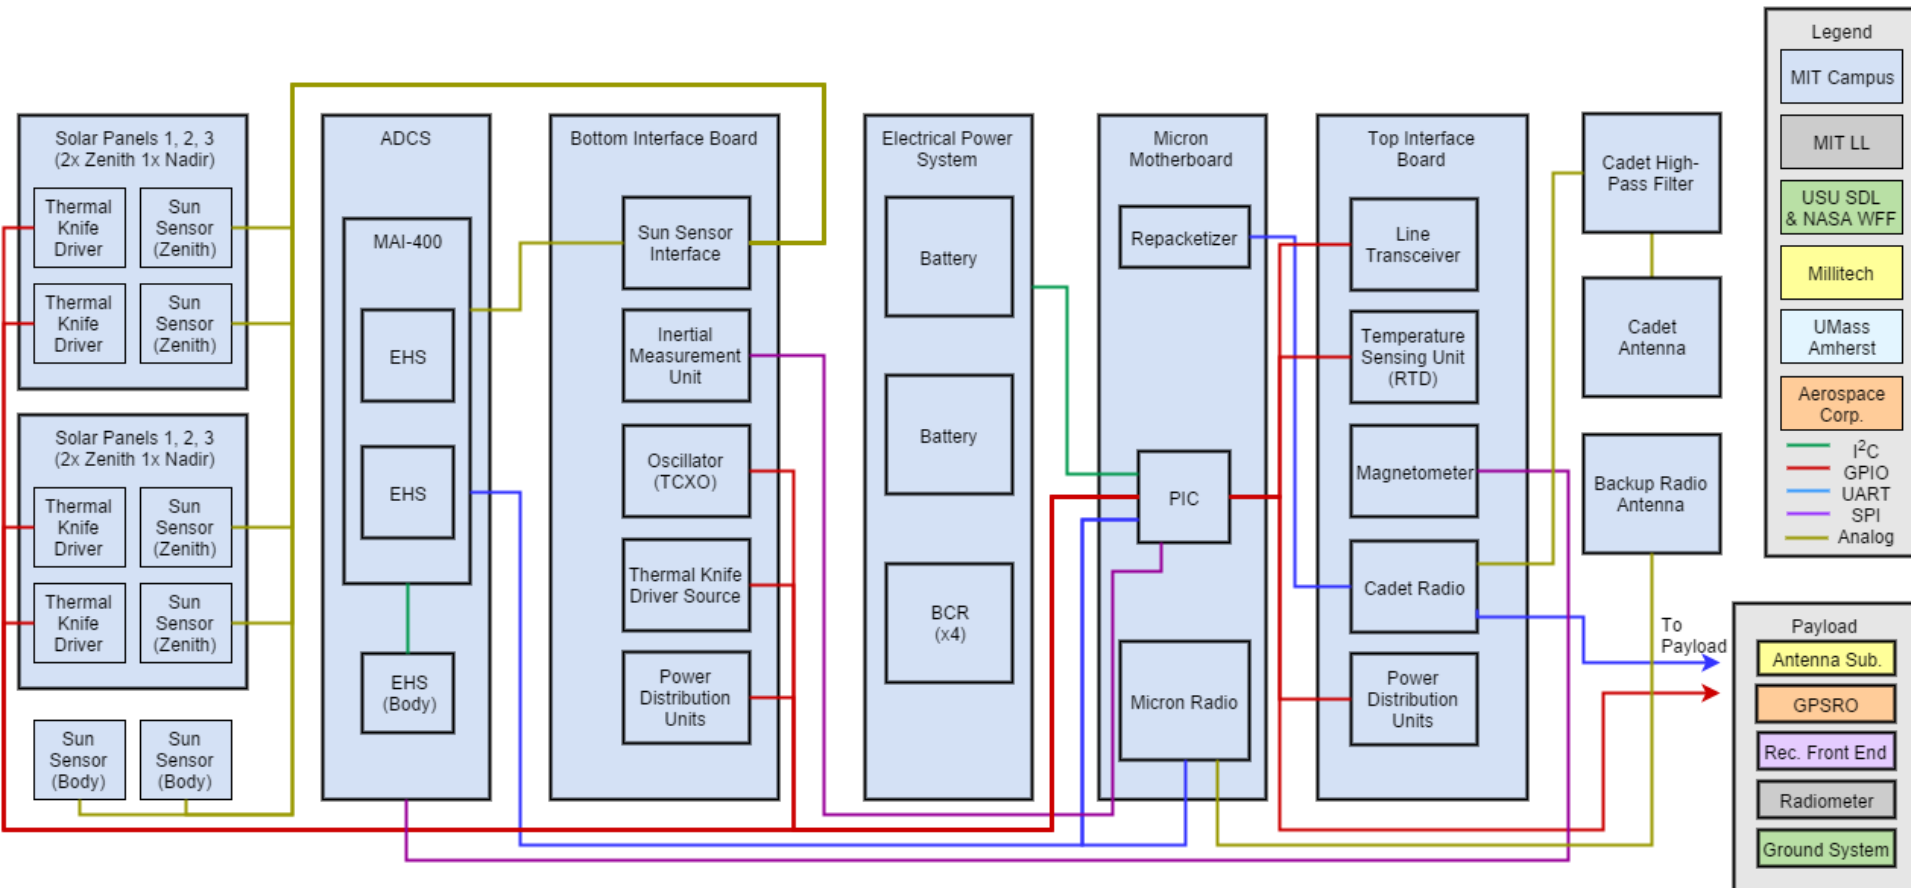 Solar Panels 1, 2, 3
(2x Zenith 1x Nadir)
Thermal
Knife
Driver
Sun
Sensor
(Zenith)
Thermal
Knife
Driver
Sun
Sensor
(Zenith)
Solar Panels 1, 2, 3
(2x Zenith 1x Nadir)
Thermal
Knife
Driver
Sun
Sensor
(Zenith)
Thermal
Knife
Driver
Sun
Sensor
(Zenith)
Sun
Sensor
(Body)
Sun
Sensor
(Body)
ADCS
MAI-400
EHS
EHS
EHS
(Body)
Bottom Interface Board
Sun Sensor
Interface
Inertial
Measurement
Unit
Oscillator
(TCXO)
Thermal Knife
Driver Source
Power
Distribution
Units
Electrical Power
System
Battery
Battery
BCR
(x4)
Micron
Motherboard
Repacketizer
PIC
Micron Radio
Top Interface
Board
Line
Transceiver
Temperature
Sensing Unit
(RTD)
Magnetometer
Cadet Radio
Power
Distribution
Units
Cadet High-
Pass Filter
Cadet
Antenna
Backup Radio
Antenna
To
Payload
Legend
MIT Campus
MIT LL
USU SDL
& NASA WFF
Millitech
UMass
Amherst
Aerospace
Corp.
I²C
GPIO
UART
SPI
Analog
Payload
Antenna Sub.
GPSRO
Rec. Front End
Radiometer
Ground System